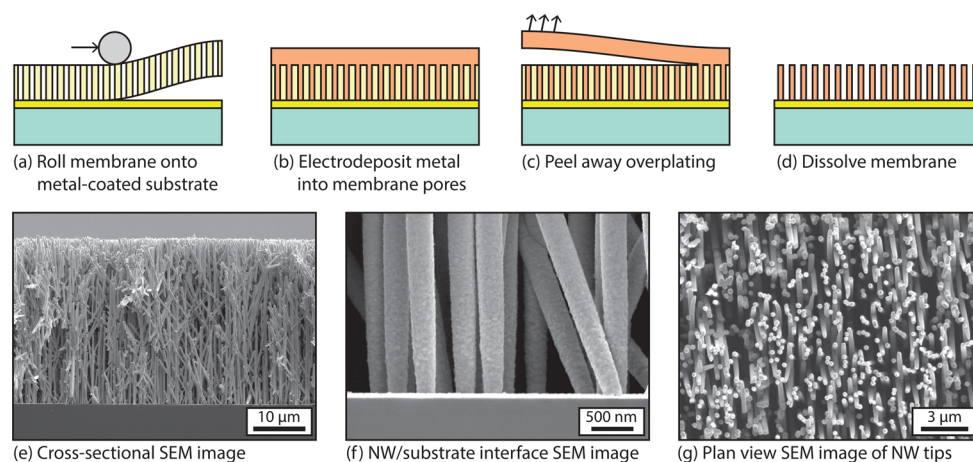 (a) Roll membrane onto
metal-coated substrate
(b) Electrodeposit metal
into membrane pores
(c) Peel away overplating
(d) Dissolve membrane
10 μm
500 nm
3 μm
(e) Cross-sectional SEM image
(f) NW/substrate interface SEM image
(g) Plan view SEM image of NW tips